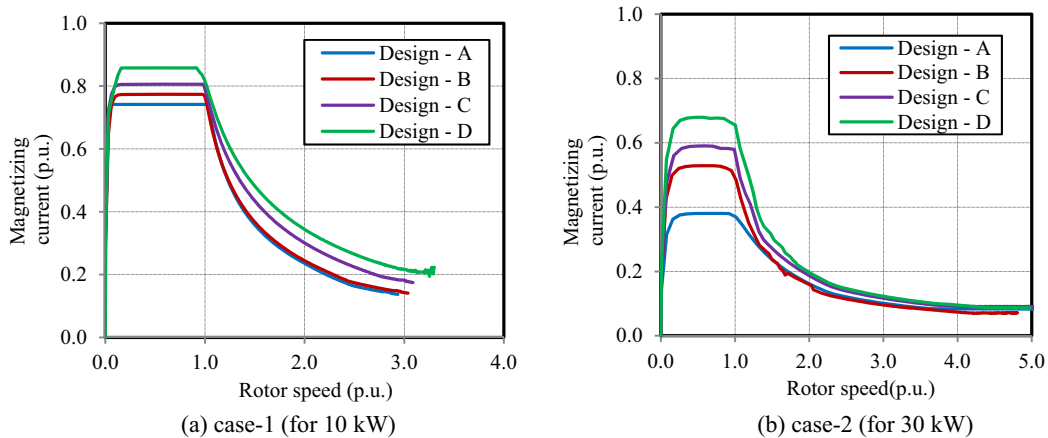 Magnetizing
current (p.u.)
1.0
0.8
0.6
0.4
0.2
0.0
0.0 1.0 2.0 3.0 4.0
Rotor speed (p.u.)
Design - A
Design - B
Design - C
Design - D
(a) case-1 (for 10 kW)
Magnetizing
current (p.u.)
1.0
0.8
0.6
0.4
0.2
0.0
0.0 1.0 2.0 3.0 4.0 5.0
Rotor speed(p.u.)
Design - A
Design - B
Design - C
Design - D
(b) case-2 (for 30 kW)